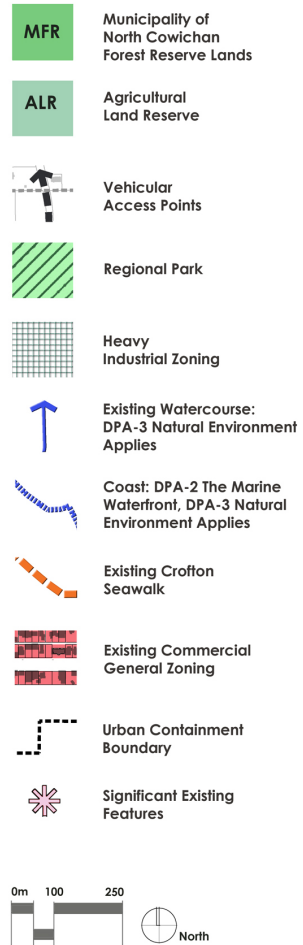 MFR
Municipality of
North Cowichan
Forest Reserve Lands
ALR
Agricultural
Land Reserve
Vehicular
Access Points
Regional Park
Heavy
Industrial Zoning
Existing Watercourse:
DPA-3 Natural Environment
Applies
Coast: DPA-2 The Marine
Waterfront, DPA-3 Natural
Environment Applies
Existing Crofton
Seawalk
Existing Commercial
General Zoning
Urban Containment
Boundary
Significant Existing
Features
0m 100 250
North